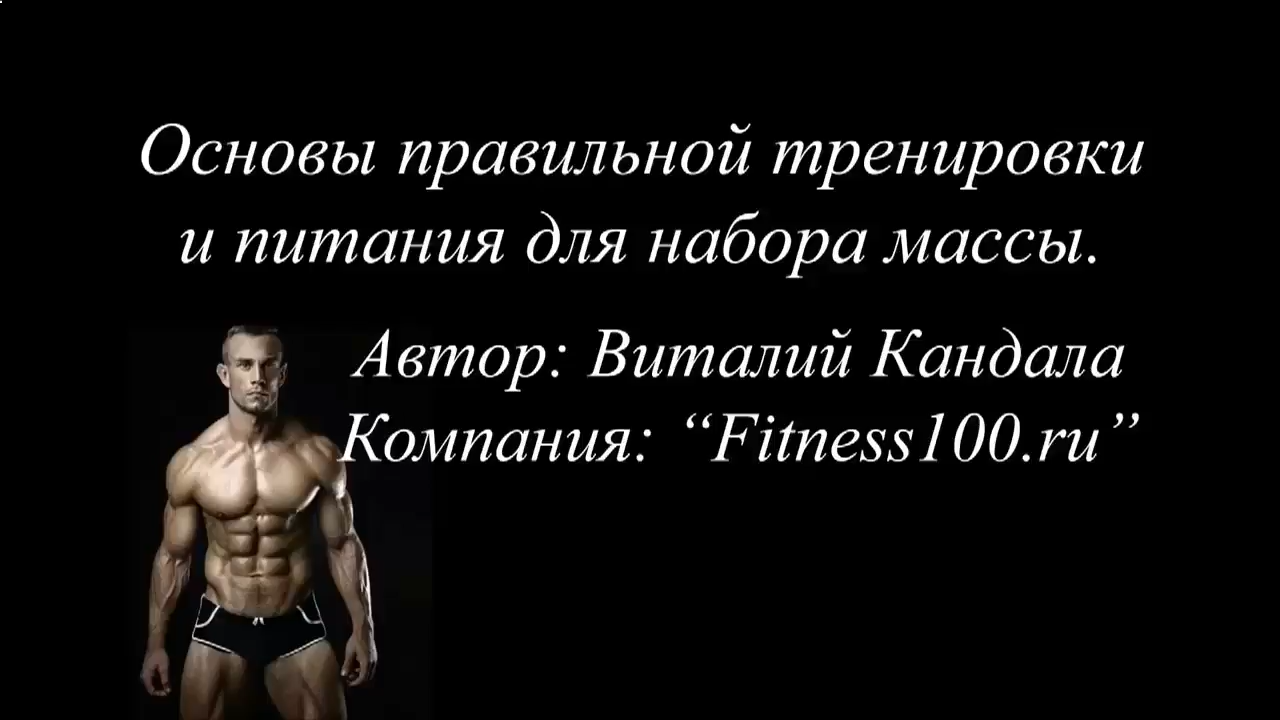 Основы правильной тренировки
и питания для набора массы.
Автор: Виталий Кандала
Компания: “Fitness100.ru”